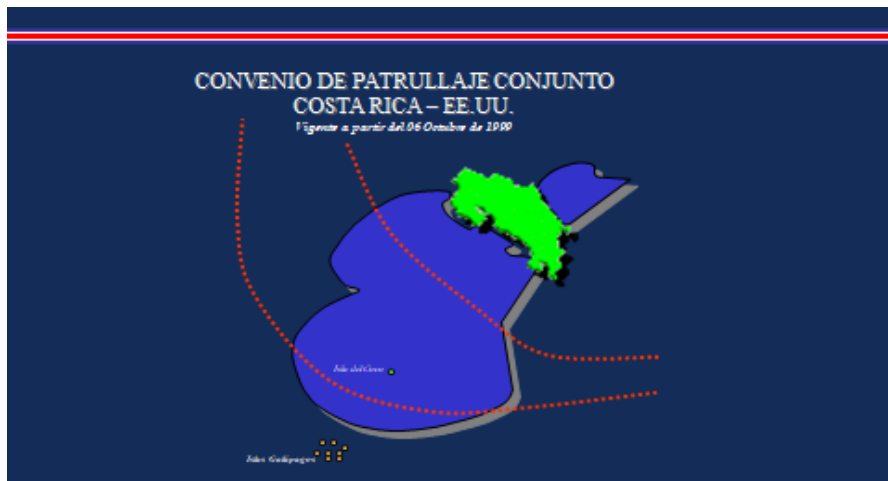 CONVENIO DE PATRULLAJE CONJUNTO
COSTA RICA – EE.UU.
Vigente a partir del 06 Octubre de 1999
Isla del Coco
Islas Galápagos